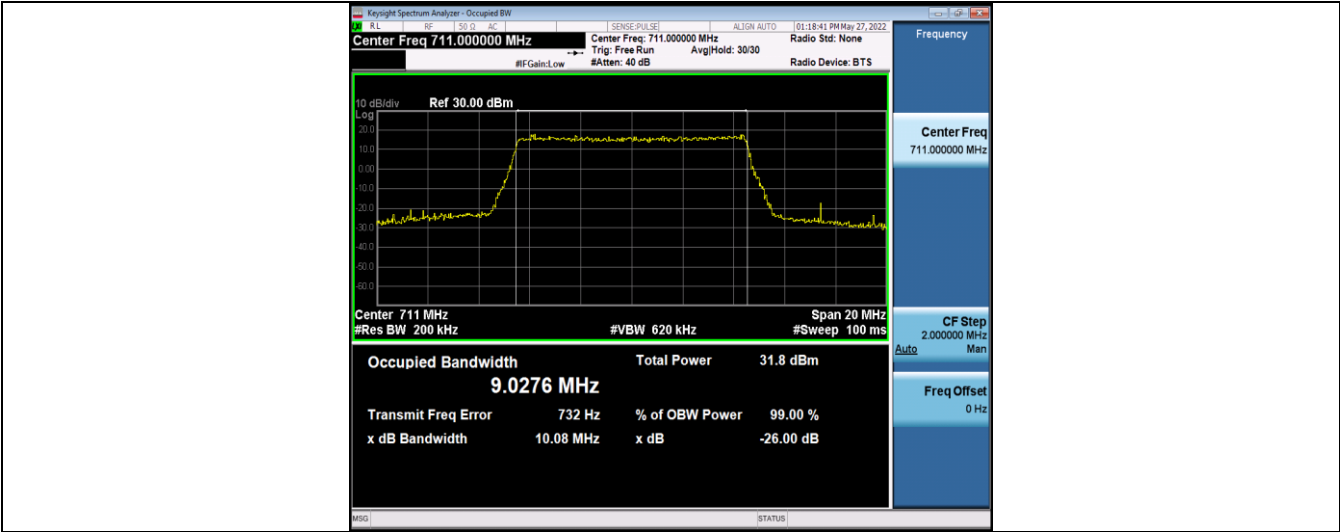 Keysight Spectrum Analyzer - Occupied BW
RL RF 50 Ω AC SENSE:PULSE ALIGN AUTO 01:18:41 PM May 27, 2022
Center Freq 711.000000 MHz Center Freq: 711.000000 MHz Radio Std: None
Trig: Free Run Avg|Hold: 30/30
#IFGain:Low #Atten: 40 dB Radio Device: BTS
Frequency
10 dB/div Ref 30.00 dBm
Log
20.0
10.0
0.00
-10.0
-20.0
-30.0
-40.0
-50.0
-60.0
Center 711 MHz Span 20 MHz
#Res BW 200 kHz #VBW 620 kHz #Sweep 100 ms
Occupied Bandwidth Total Power 31.8 dBm
9.0276 MHz
Transmit Freq Error 732 Hz % of OBW Power 99.00 %
x dB Bandwidth 10.08 MHz x dB -26.00 dB
Center Freq
711.000000 MHz
CF Step
2.000000 MHz
Auto Man
Freq Offset
0 Hz
MSG STATUS